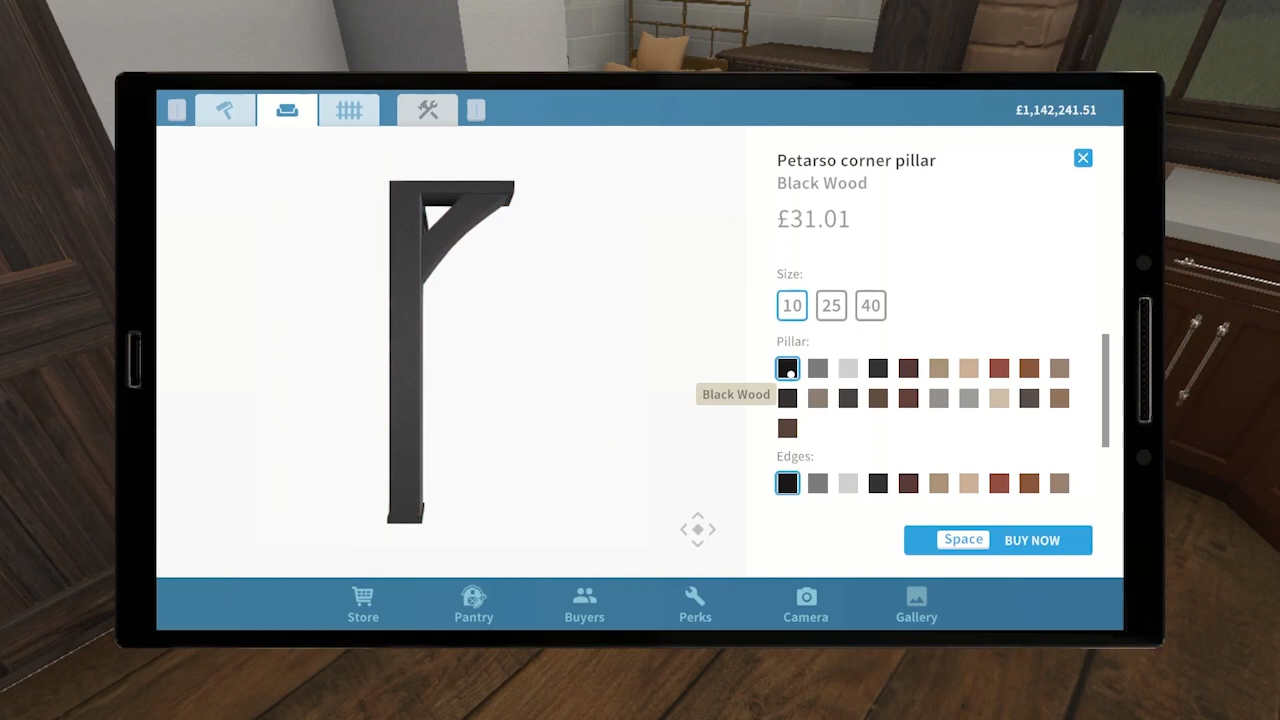 £1,142,241.51
Petarso corner pillar
Black Wood
£31.01
Size:
10 25 40
Pillar:
Black Wood
Edges:
Space BUY NOW
Store Pantry Buyers Perks Camera Gallery